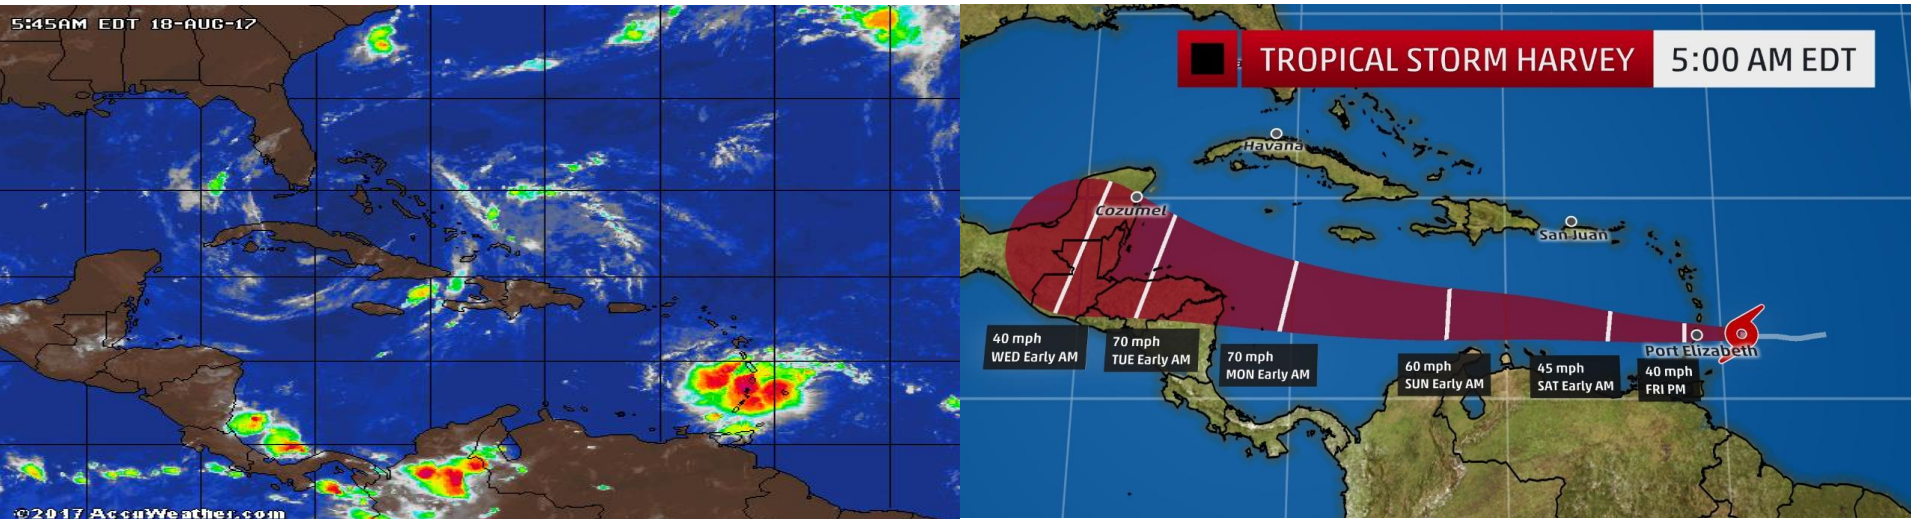 5:45AM EDT 18-AUG-17
©2017 AccuWeather.com
TROPICAL STORM HARVEY
5:00 AM EDT
Havana
Cozumel
San Juan
Port Elizabeth
40 mph
WED Early AM
70 mph
TUE Early AM
70 mph
MON Early AM
60 mph
SUN Early AM
45 mph
SAT Early AM
40 mph
FRI PM